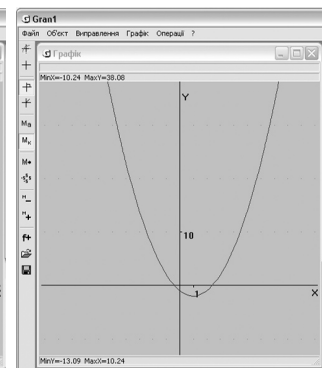 Gran1
Файл Об'єкт Виправлення Графік Операції ?
Графік
MinX=-10.24 MaxY=38.08
Y
10
1
X
MinY=-13.09 MaxX=10.24